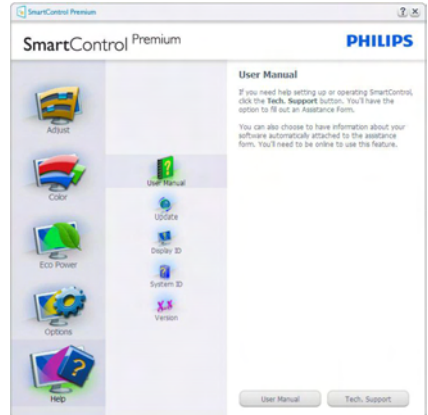 SmartControl Premium
? X
SmartControl Premium
PHILIPS
Adjust
Color
Eco Power
Options
Help
User Manual
Update
Display ID
System ID
X.X
Version
User Manual
If you need help setting up or operating SmartControl,
click the Tech. Support button. You'll have the
option to fill out an Assistance Form.
You can also choose to have information about your
software automatically attached to the assistance
form. You'll need to be online to use this feature.
User Manual
Tech. Support